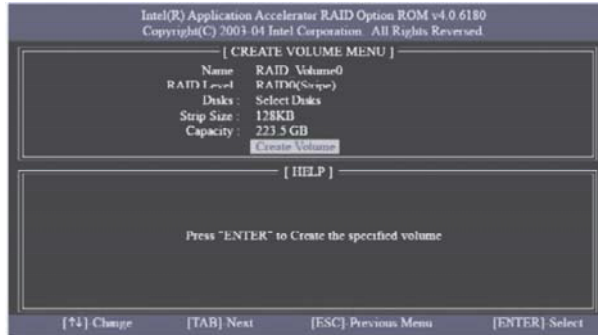 Intel(R) Application Accelerator RAID Option ROM v4.0.6180
Copyright(C) 2003-04 Intel Corporation. All Rights Reversed.
[ CREATE VOLUME MENU ]
Name RAID_Volume0
RAID Level RAID0(Stripe)
Disks : Select Disks
Strip Size : 128KB
Capacity : 223.5 GB
Create Volume
[ HELP ]
Press "ENTER" to Create the specified volume
[↑↓]-Change [TAB]-Next [ESC]-Previous Menu [ENTER]-Select